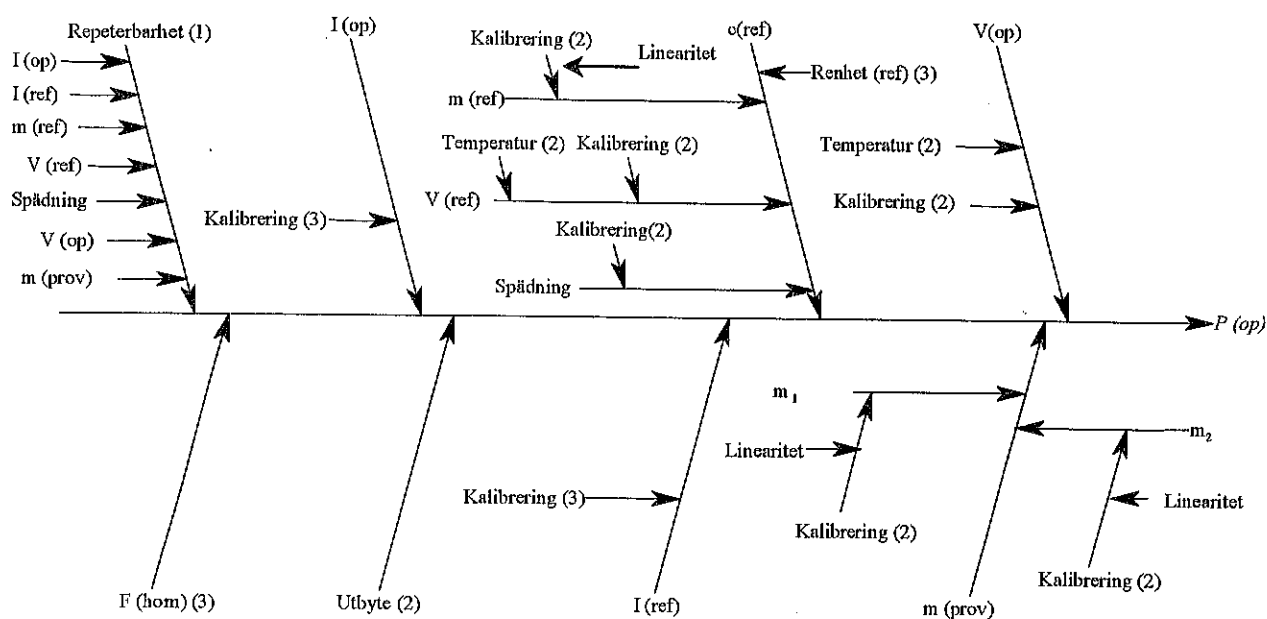 Repeterbarhet (1)
I (op)
I (ref)
m (ref)
V (ref)
Spädning
V (op)
m (prov)
I (op)
Kalibrering (3)
Kalibrering (2)
Linearitet
m (ref)
Temperatur (2)
Kalibrering (2)
V (ref)
Kalibrering(2)
Spädning
c(ref)
Renhet (ref) (3)
V(op)
Temperatur (2)
Kalibrering (2)
P (op)
F (hom) (3)
Utbyte (2)
Kalibrering (3)
I (ref)
m 1
Linearitet
Kalibrering (2)
m (prov)
m2
Linearitet
Kalibrering (2)